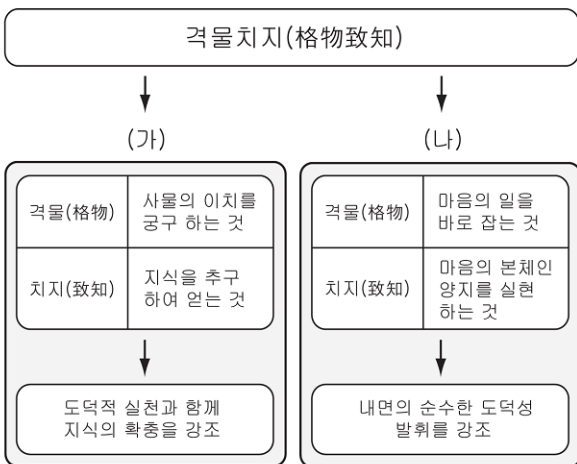 격물치지(格物致知)
(가)
격물(格物)
사물의 이치를
궁구 하는 것
치지(致知)
지식을 추구
하여 얻는 것
도덕적 실천과 함께
지식의 확충을 강조
(나)
격물(格物)
마음의 일을
바로 잡는 것
치지(致知)
마음의 본체인
양지를 실현
하는 것
내면의 순수한 도덕성
발휘를 강조